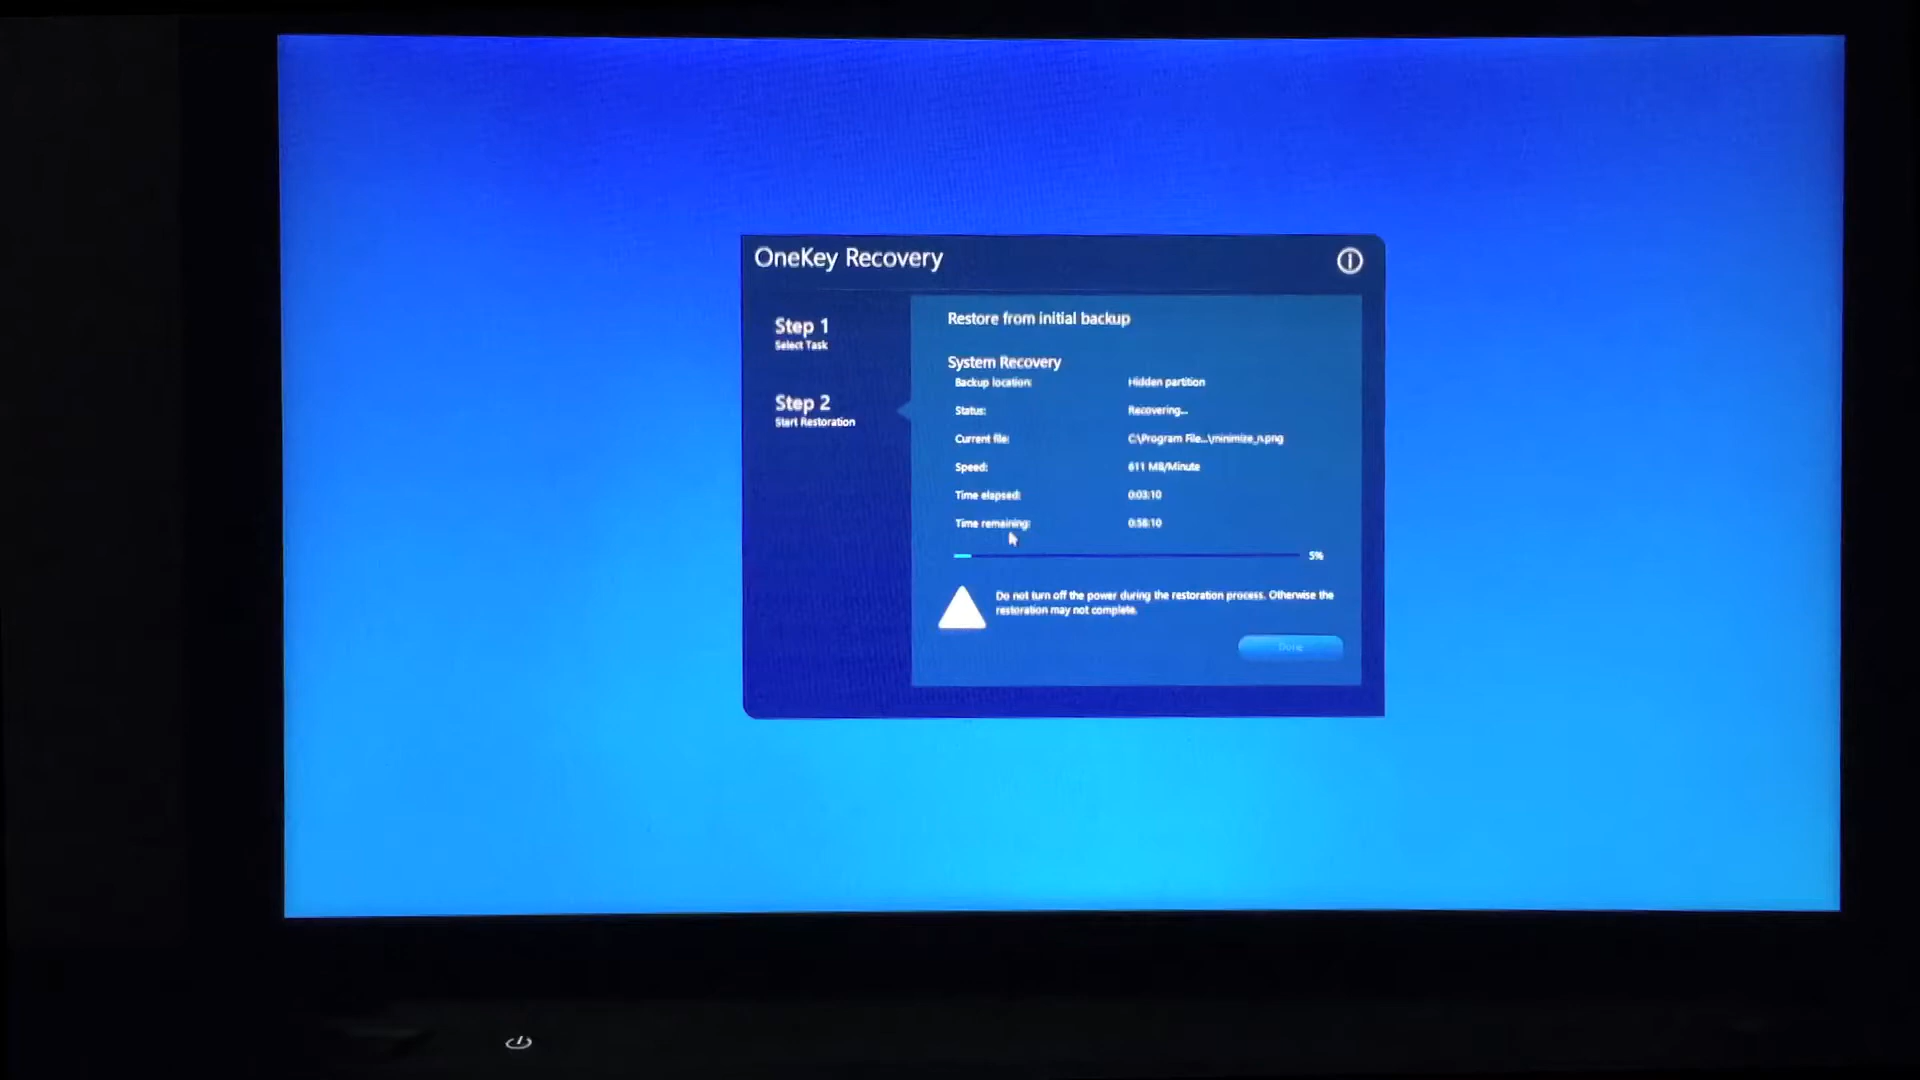 OneKey Recovery
Step 1
Select Task
Step 2
Start Restoration
Restore from initial backup
System Recovery
Backup location: Hidden partition
Status: Recovering...
Current file: C:\Program File...\minimize_n.png
Speed: 611 MB/Minute
Time elapsed: 0:03:10
Time remaining: 0:58:10
5%
Do not turn off the power during the restoration process. Otherwise the
restoration may not complete.
Done